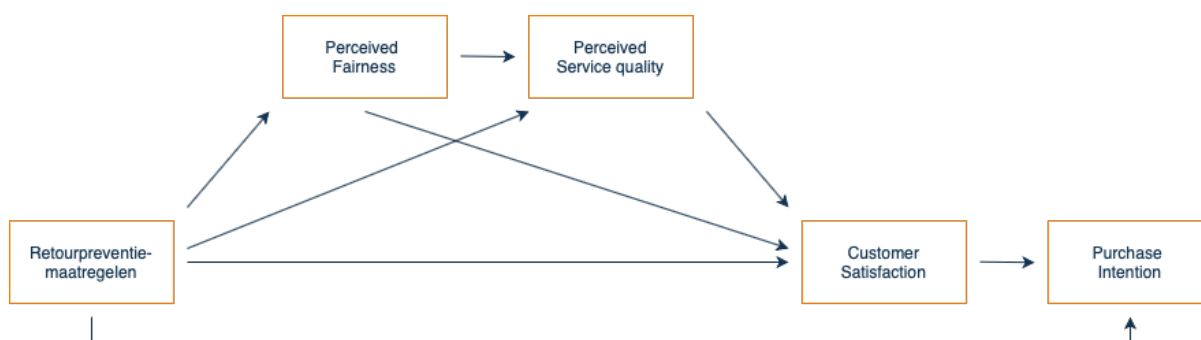 Perceived
Fairness
Perceived
Service quality
Retourpreventie-
maatregelen
Customer
Satisfaction
Purchase
Intention